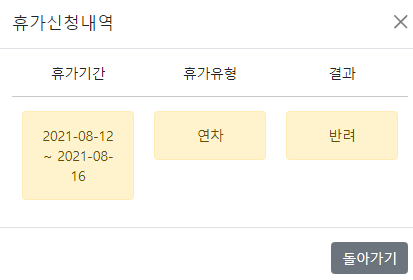 휴가신청내역
휴가기간 휴가유형 결과
2021-08-12
~ 2021-08-
16
연차
반려
돌아가기